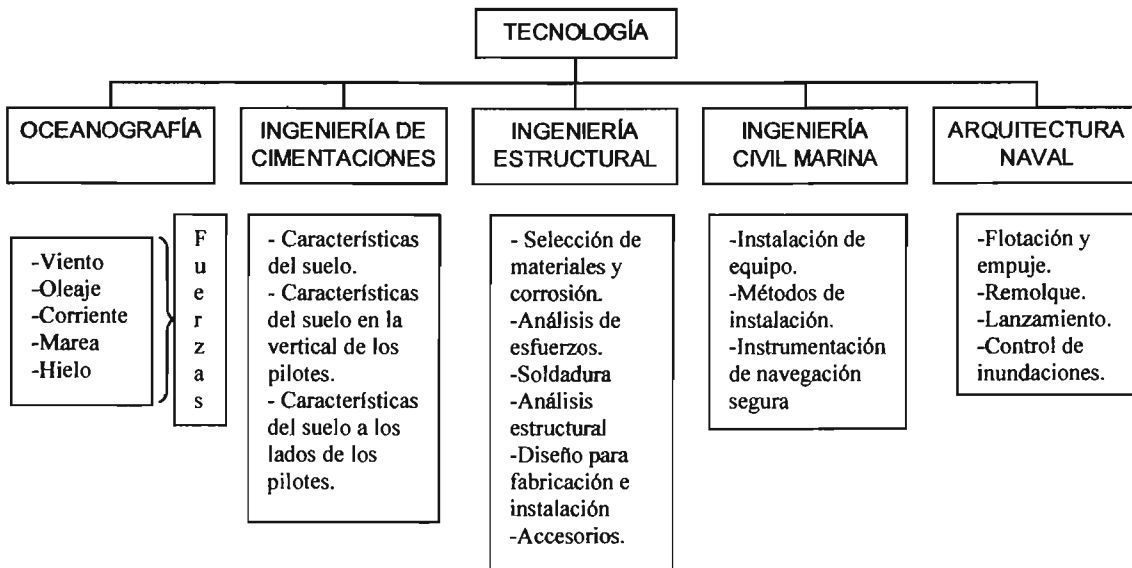 TECNOLOGÍA
OCEANOGRAFÍA
INGENIERÍA DE
CIMENTACIONES
INGENIERÍA
ESTRUCTURAL
INGENIERÍA
CIVIL MARINA
ARQUITECTURA
NAVAL
-Viento
-Oleaje
-Corriente
-Marea
-Hielo
F
u
e
r
z
a
s
- Características
del suelo.
- Características
del suelo en la
vertical de los
pilotes.
- Características
del suelo a los
lados de los
pilotes.
- Selección de
materiales y
corrosión.
-Análisis de
esfuerzos.
-Soldadura
-Análisis
estructural
-Diseño para
fabricación e
instalación
-Accesorios.
-Instalación de
equipo.
-Métodos de
instalación.
-Instrumentación
de navegación
segura
-Flotación y
empuje.
-Remolque.
-Lanzamiento.
-Control de
inundaciones.